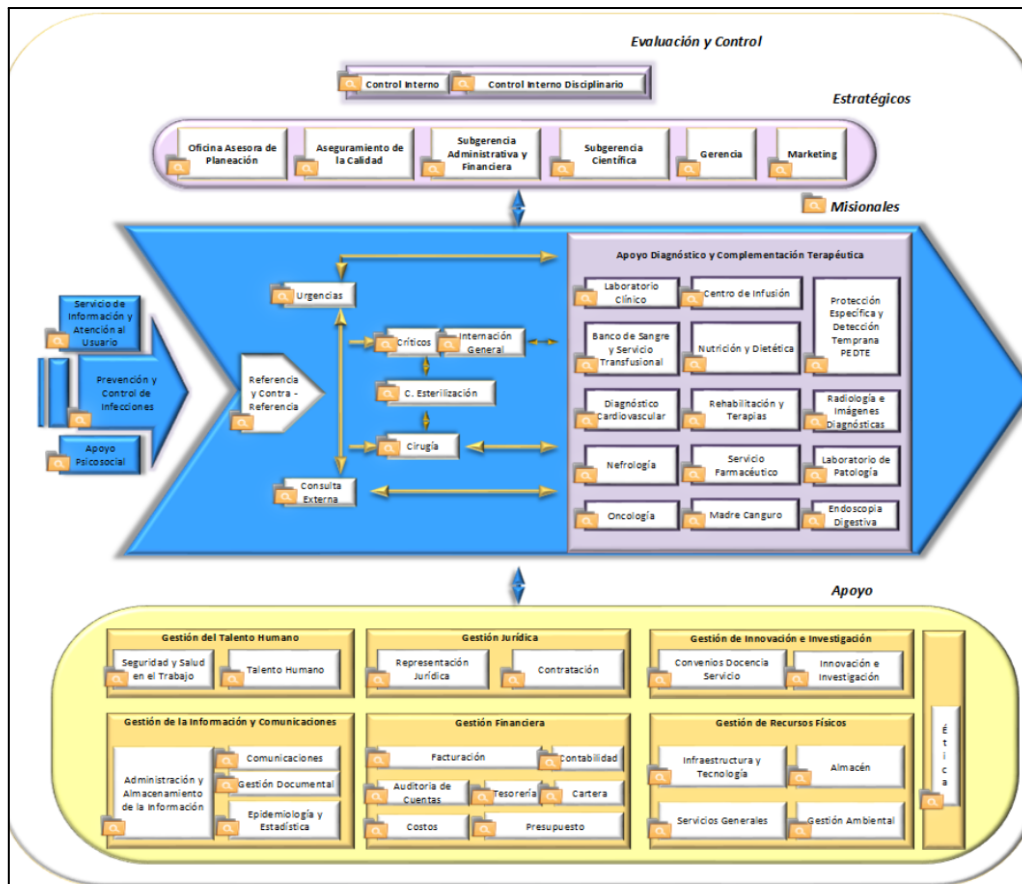 Evaluación y Control
Control Interno
Control Interno Disciplinario
Estratégicos
Oficina Asesora de
Planeación
Aseguramiento de
la Calidad
Subgerencia
Administrativa y
Financiera
Subgerencia
Científica
Gerencia
Marketing
Misionales
Servicio de
Información y
Atención al
Usuario
Prevención y
Control de
Infecciones
Apoyo
Psicosocial
Referencia
y Contra -
Referencia
Urgencias
Críticos
Internación
General
C. Esterilización
Cirugía
Consulta
Externa
Apoyo Diagnóstico y Complementación Terapéutica
Laboratorio
Clínico
Centro de Infusión
Protección
Específica y
Detección
Temprana
PEDTE
Banco de Sangre
y Servicio
Transfusional
Nutrición y Dietética
Diagnóstico
Cardiovascular
Rehabilitación y
Terapias
Radiología e
Imágenes
Diagnósticas
Nefrología
Servicio
Farmacéutico
Laboratorio de
Patología
Oncología
Madre Canguro
Endoscopia
Digestiva
Apoyo
Gestión del Talento Humano
Seguridad y Salud
en el Trabajo
Talento Humano
Gestión Jurídica
Representación
Jurídica
Contratación
Gestión de Innovación e Investigación
Convenios Docencia
Servicio
Innovación e
Investigación
Gestión de la Información y Comunicaciones
Administración y
Almacenamiento
de la Información
Comunicaciones
Gestión Documental
Epidemiología y
Estadística
Gestión Financiera
Facturación
Contabilidad
Auditoria de
Cuentas
Tesorería
Cartera
Costos
Presupuesto
Gestión de Recursos Físicos
Infraestructura y
Tecnología
Almacén
Servicios Generales
Gestión Ambiental
É
t
i
c
a